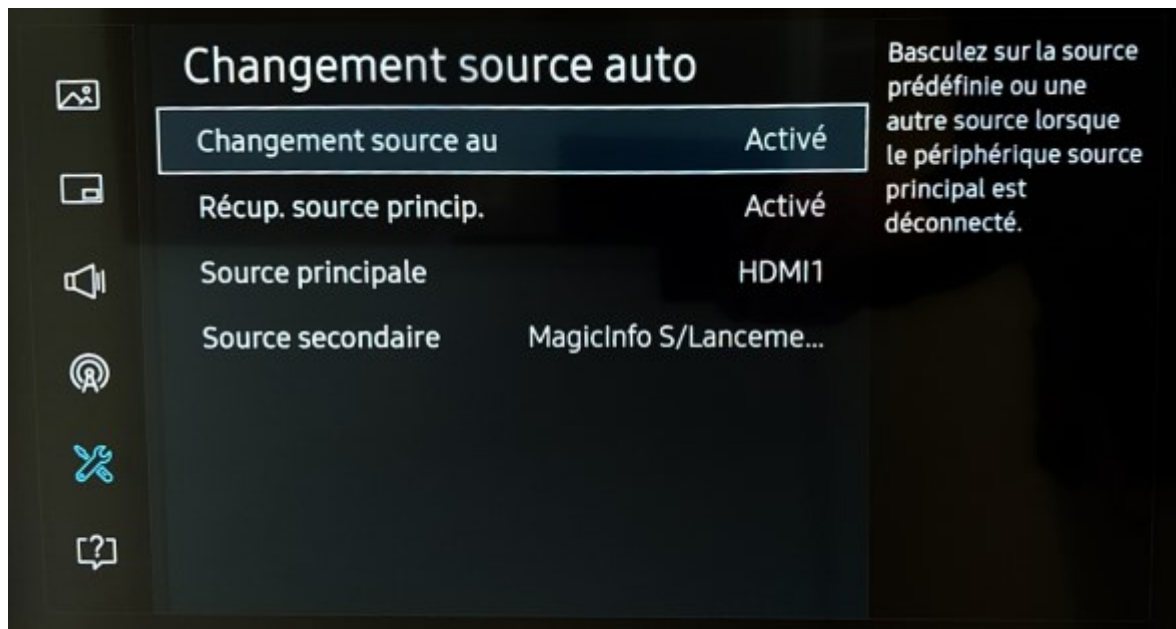 Changement source auto
Changement source au Activé
Récup. source princip. Activé
Source principale HDMI1
Source secondaire MagicInfo S/Lanceme...
Basculez sur la source
prédéfinie ou une
autre source lorsque
le périphérique source
principal est
déconnecté.